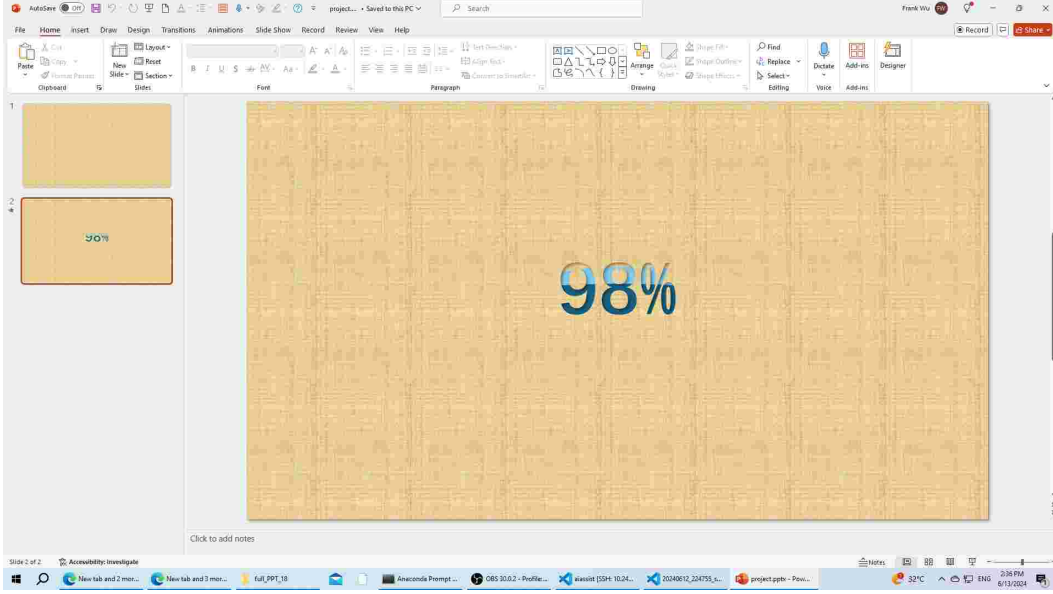 AutoSave Off project... • Saved to this PC Search Frank Wu FW
File Home Insert Draw Design Transitions Animations Slide Show Record Review View Help Record Share
Paste Cut Copy Format Painter
New Slide Layout Reset Section
B I U S ab AV Aa A
Text Direction Align Text Convert to SmartArt
Arrange Quick Styles Shape Fill Shape Outline Shape Effects
Find Replace Select
Dictate Add-ins Designer
Clipboard Slides Font Paragraph Drawing Editing Voice Add-ins
1
2
98%
98%
Click to add notes
Slide 2 of 2 Accessibility: Investigate Notes
New tab and 2 mor... New tab and 3 mor... full_PPT_18 Anaconda Prompt ... OBS 30.0.2 - Profile:... aiassist [SSH: 10.24... 20240612_224755_s... project.pptx - Pow... 32°C ENG 2:36 PM
6/13/2024